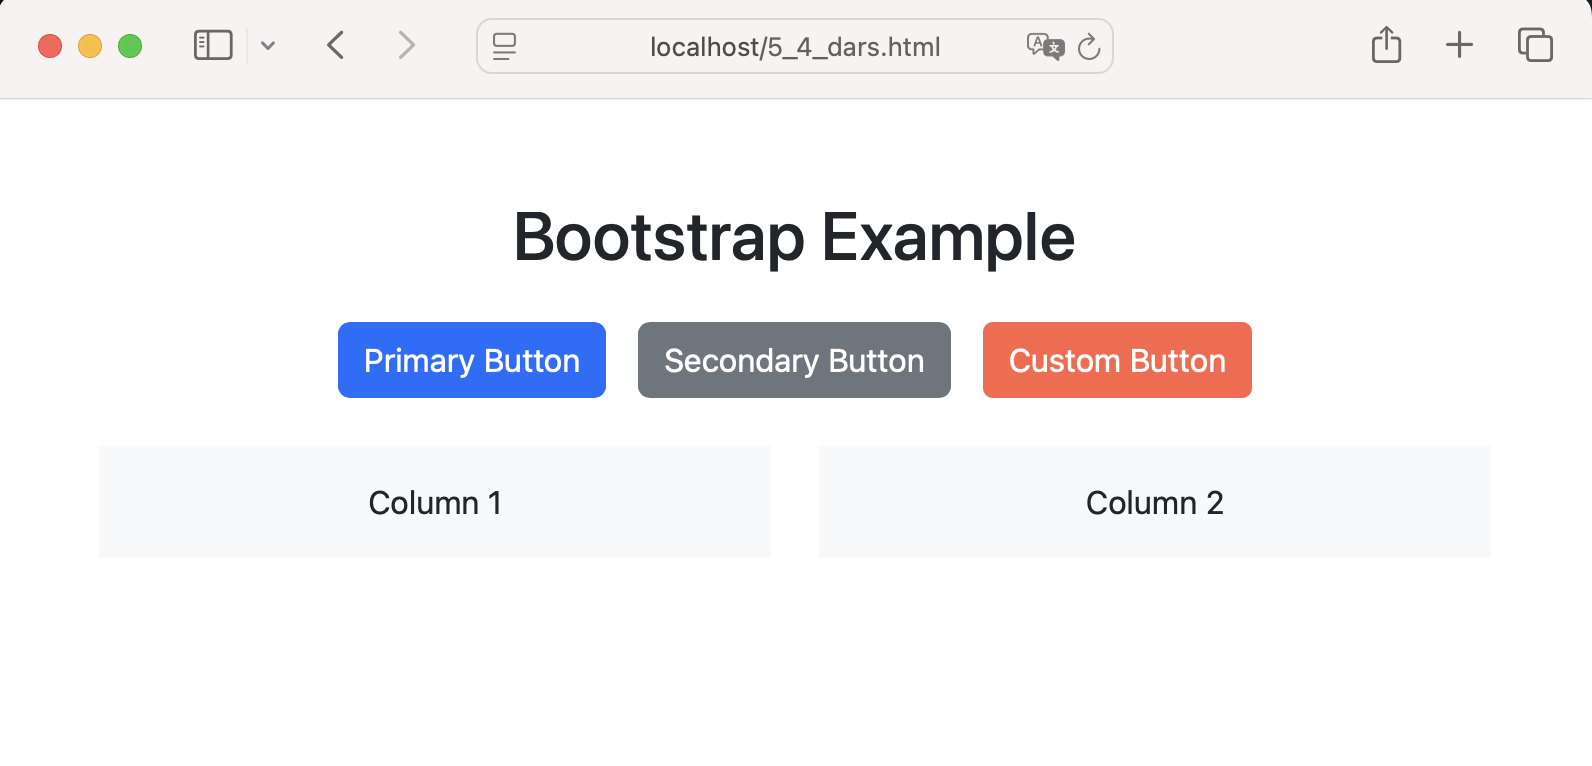 localhost/5_4_dars.html
Bootstrap Example
Primary Button
Secondary Button
Custom Button
Column 1
Column 2